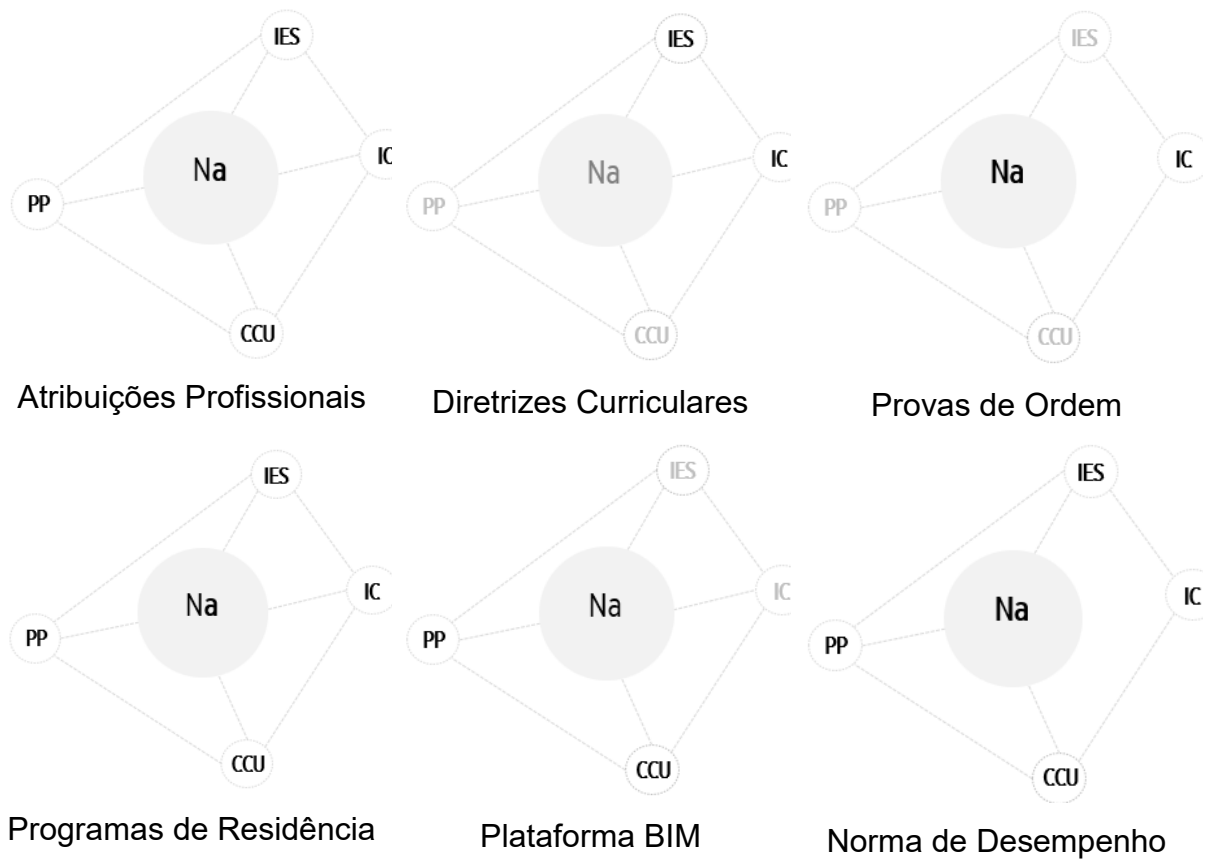 IES
Na
IC
PP
CCU
Atribuições Profissionais
IES
Na
IC
PP
CCU
Diretrizes Curriculares
IES
Na
IC
PP
CCU
Provas de Ordem
IES
Na
IC
PP
CCU
Programas de Residência
IES
Na
IC
PP
CCU
Plataforma BIM
IES
Na
IC
PP
CCU
Norma de Desempenho